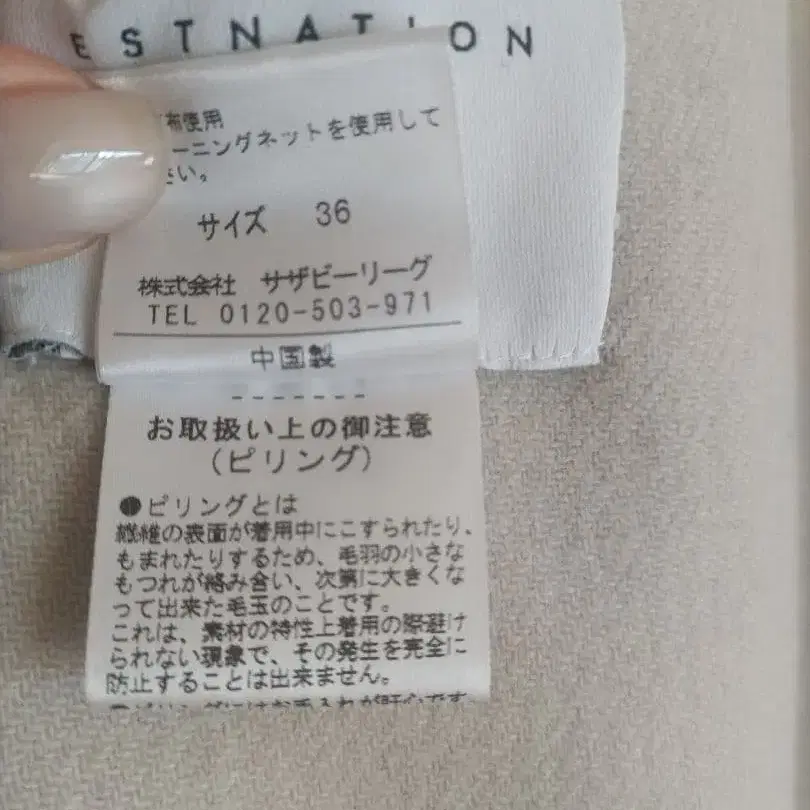 ESTNATION
布使用
ーニングネットを使用して
さい。
サイズ 36
株式会社 サザビーリーグ
TEL 0120-503-971
中国製
-------
お取扱い上の御注意
(ピリング)
●ピリングとは
繊維の表面が着用中にこすられたり、
もまれたりするため、毛羽の小さな
もつれが絡み合い、次第に大きくな
って出来た毛玉のことです。
これは、素材の特性上着用の際避け
られない現象で、その発生を完全に
防止することは出来ません。